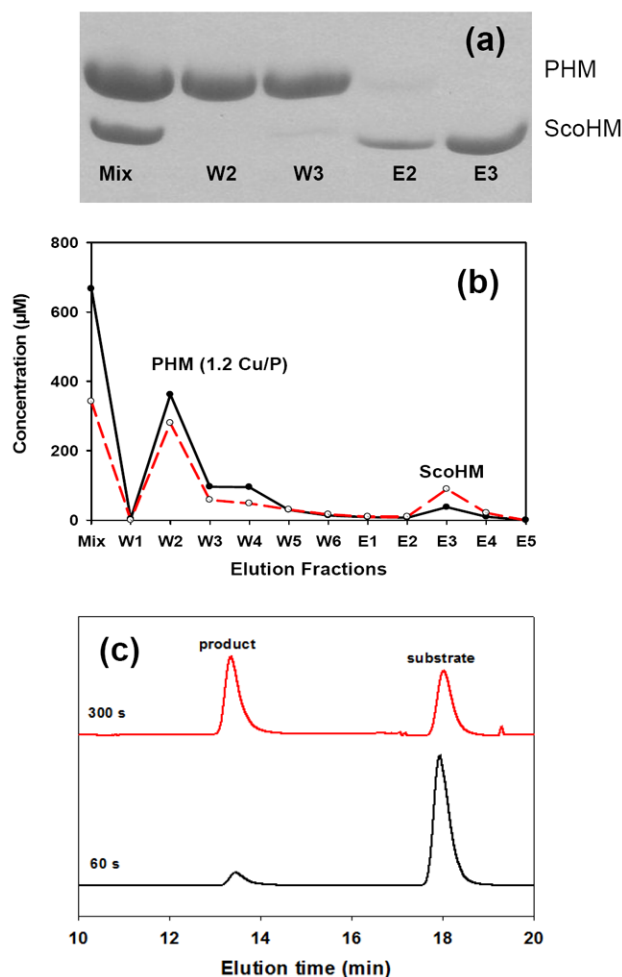 (a)
PHM
ScoHM
Mix W2 W3 E2 E3
(b)
Concentration (µM)
800
600
400
200
0
PHM (1.2 Cu/P)
ScoHM
Mix W1 W2 W3 W4 W5 W6 E1 E2 E3 E4 E5
Elution Fractions
(c)
product
substrate
300 s
60 s
10 12 14 16 18 20
Elution time (min)